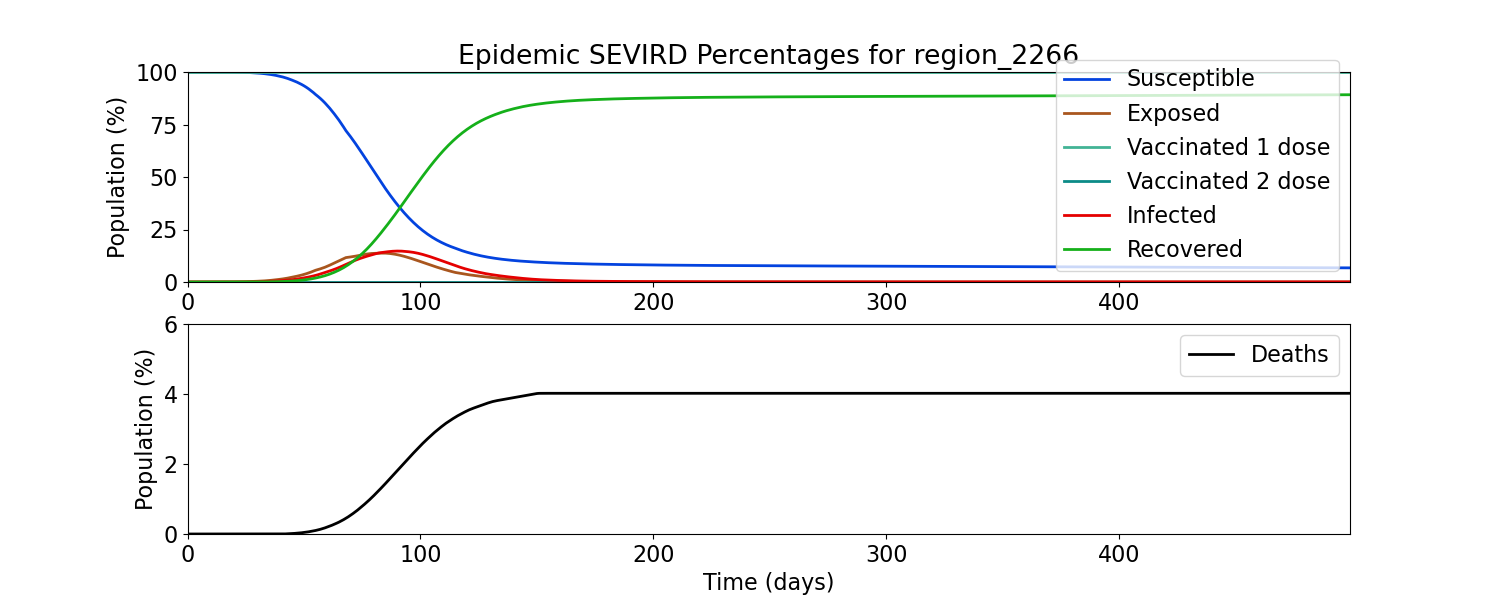 Epidemic SEVIRD Percentages for region_2266
Population (%)
100
75
50
25
0
0 100 200 300 400
Susceptible
Exposed
Vaccinated 1 dose
Vaccinated 2 dose
Infected
Recovered
Population (%)
6
4
2
0
0 100 200 300 400
Deaths
Time (days)